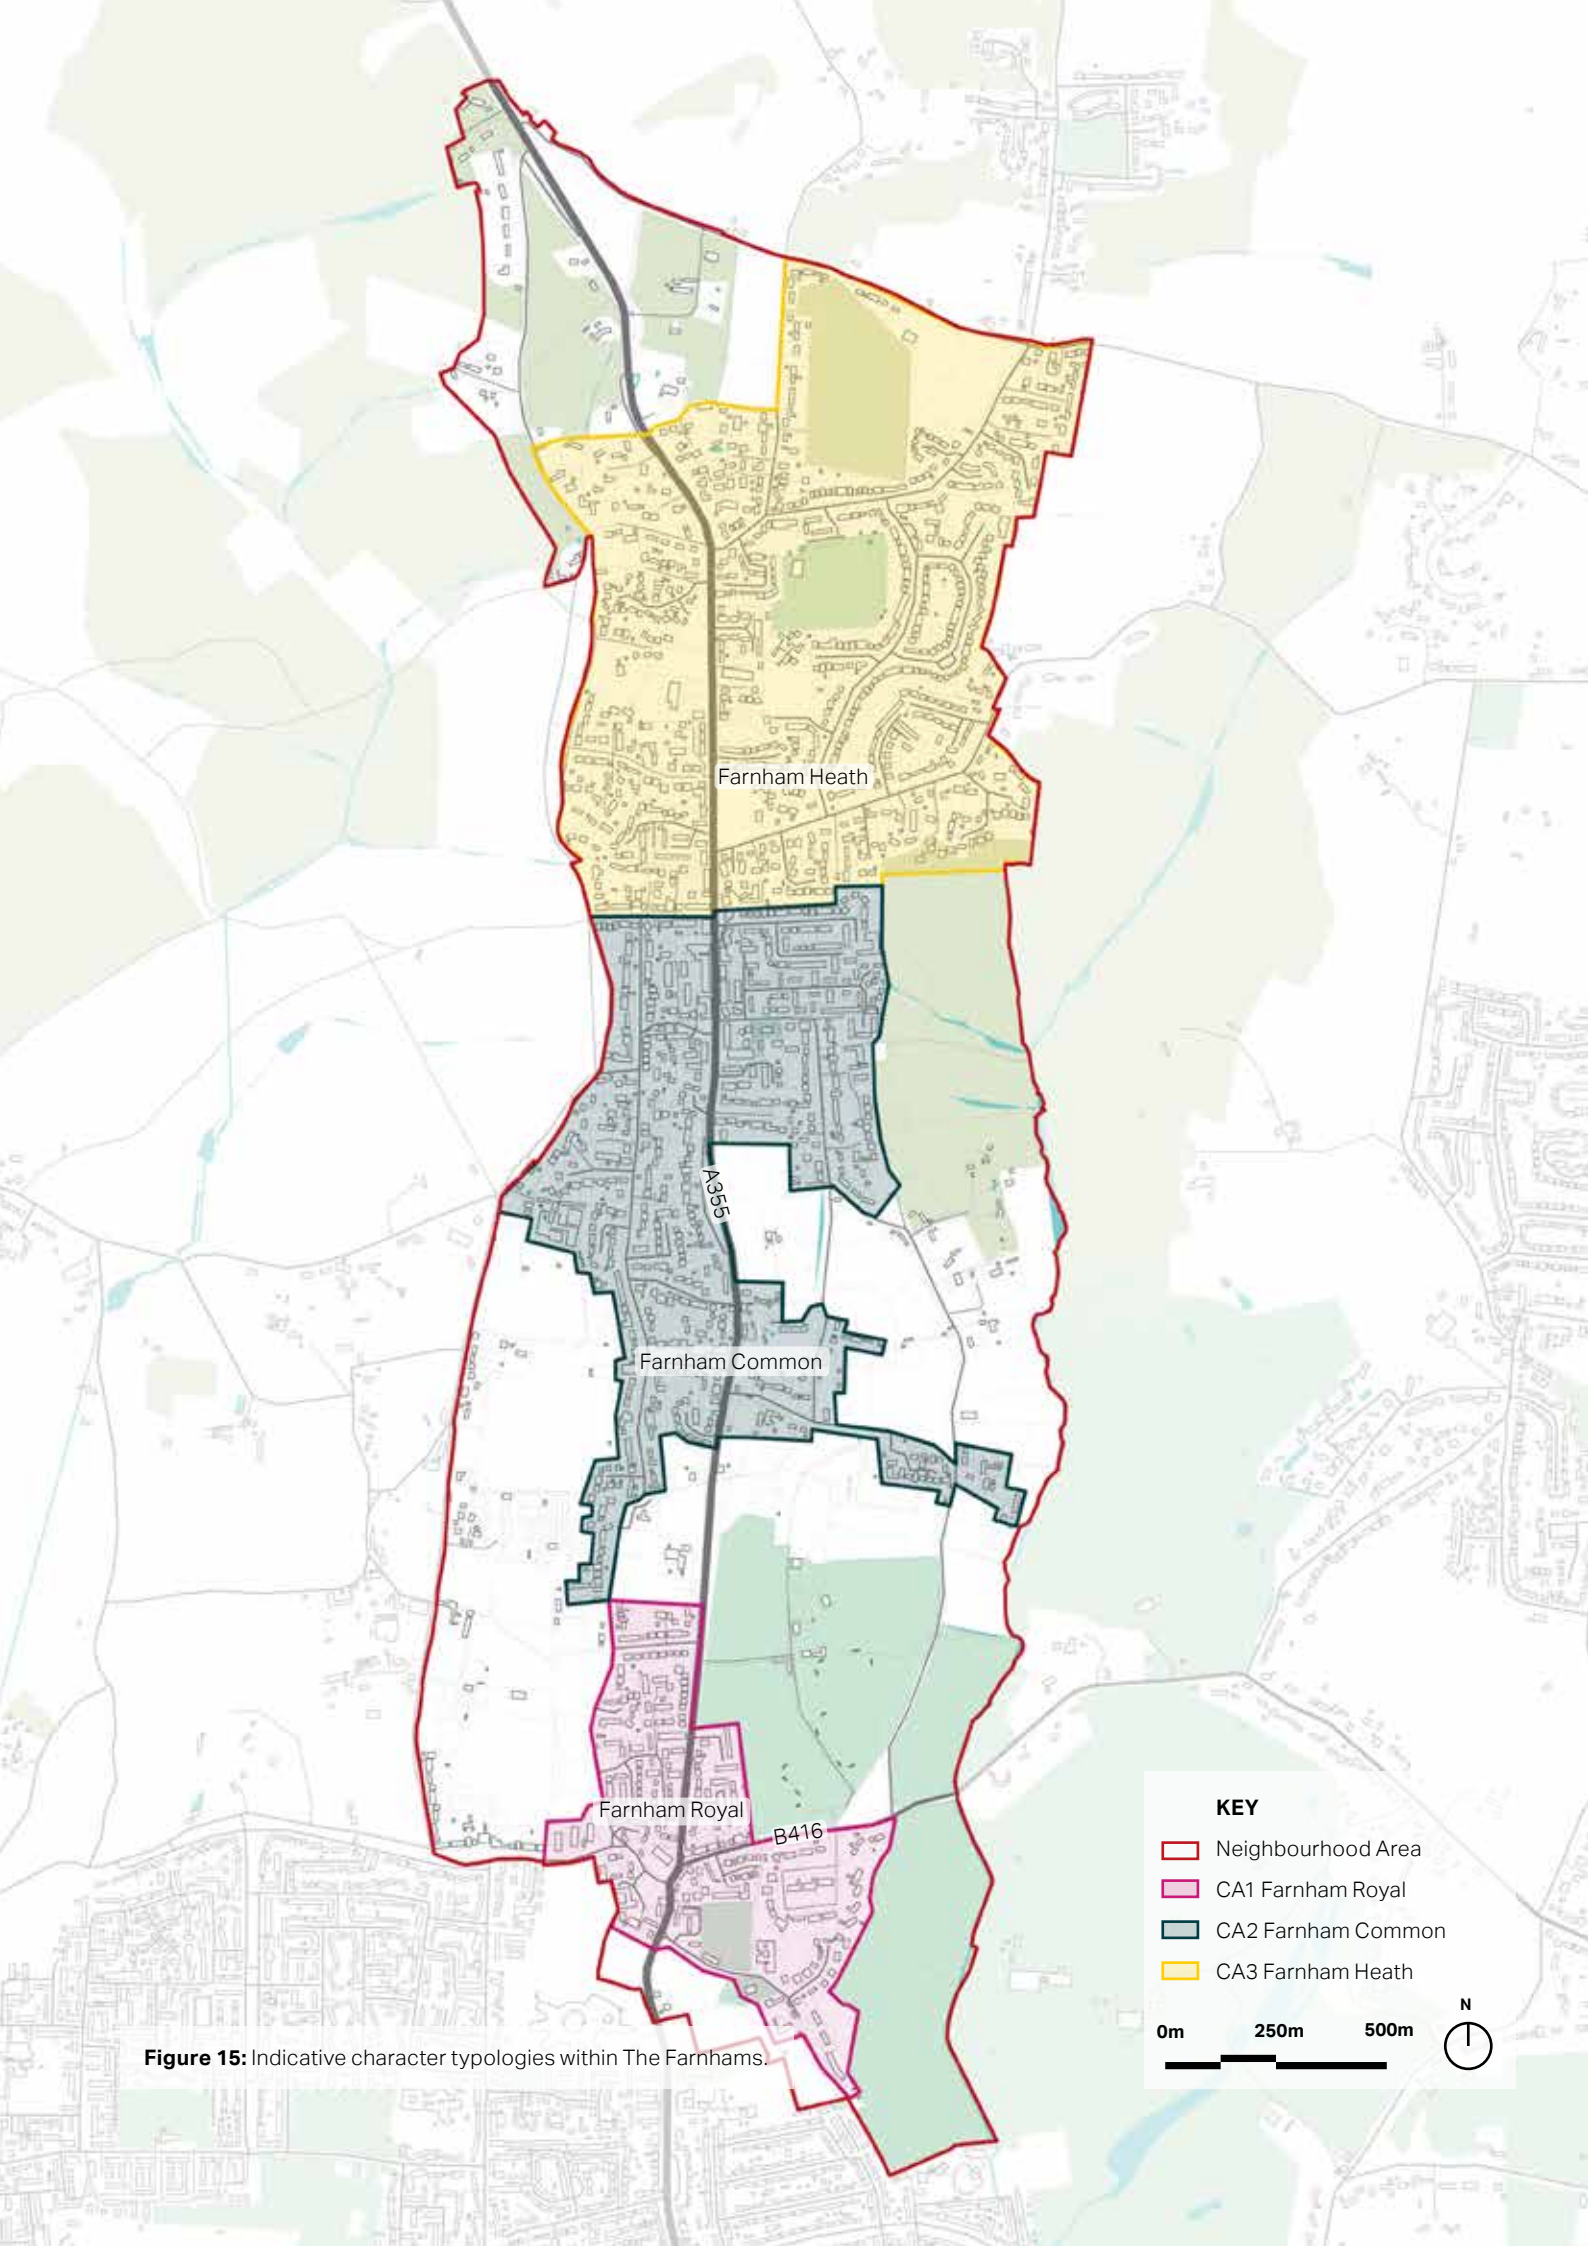 Farnham Heath
A355
Farnham Common
Farnham Royal
B416
KEY
Neighbourhood Area
CA1 Farnham Royal
CA2 Farnham Common
CA3 Farnham Heath
0m 250m 500m
N
Figure 15: Indicative character typologies within The Farnhams.